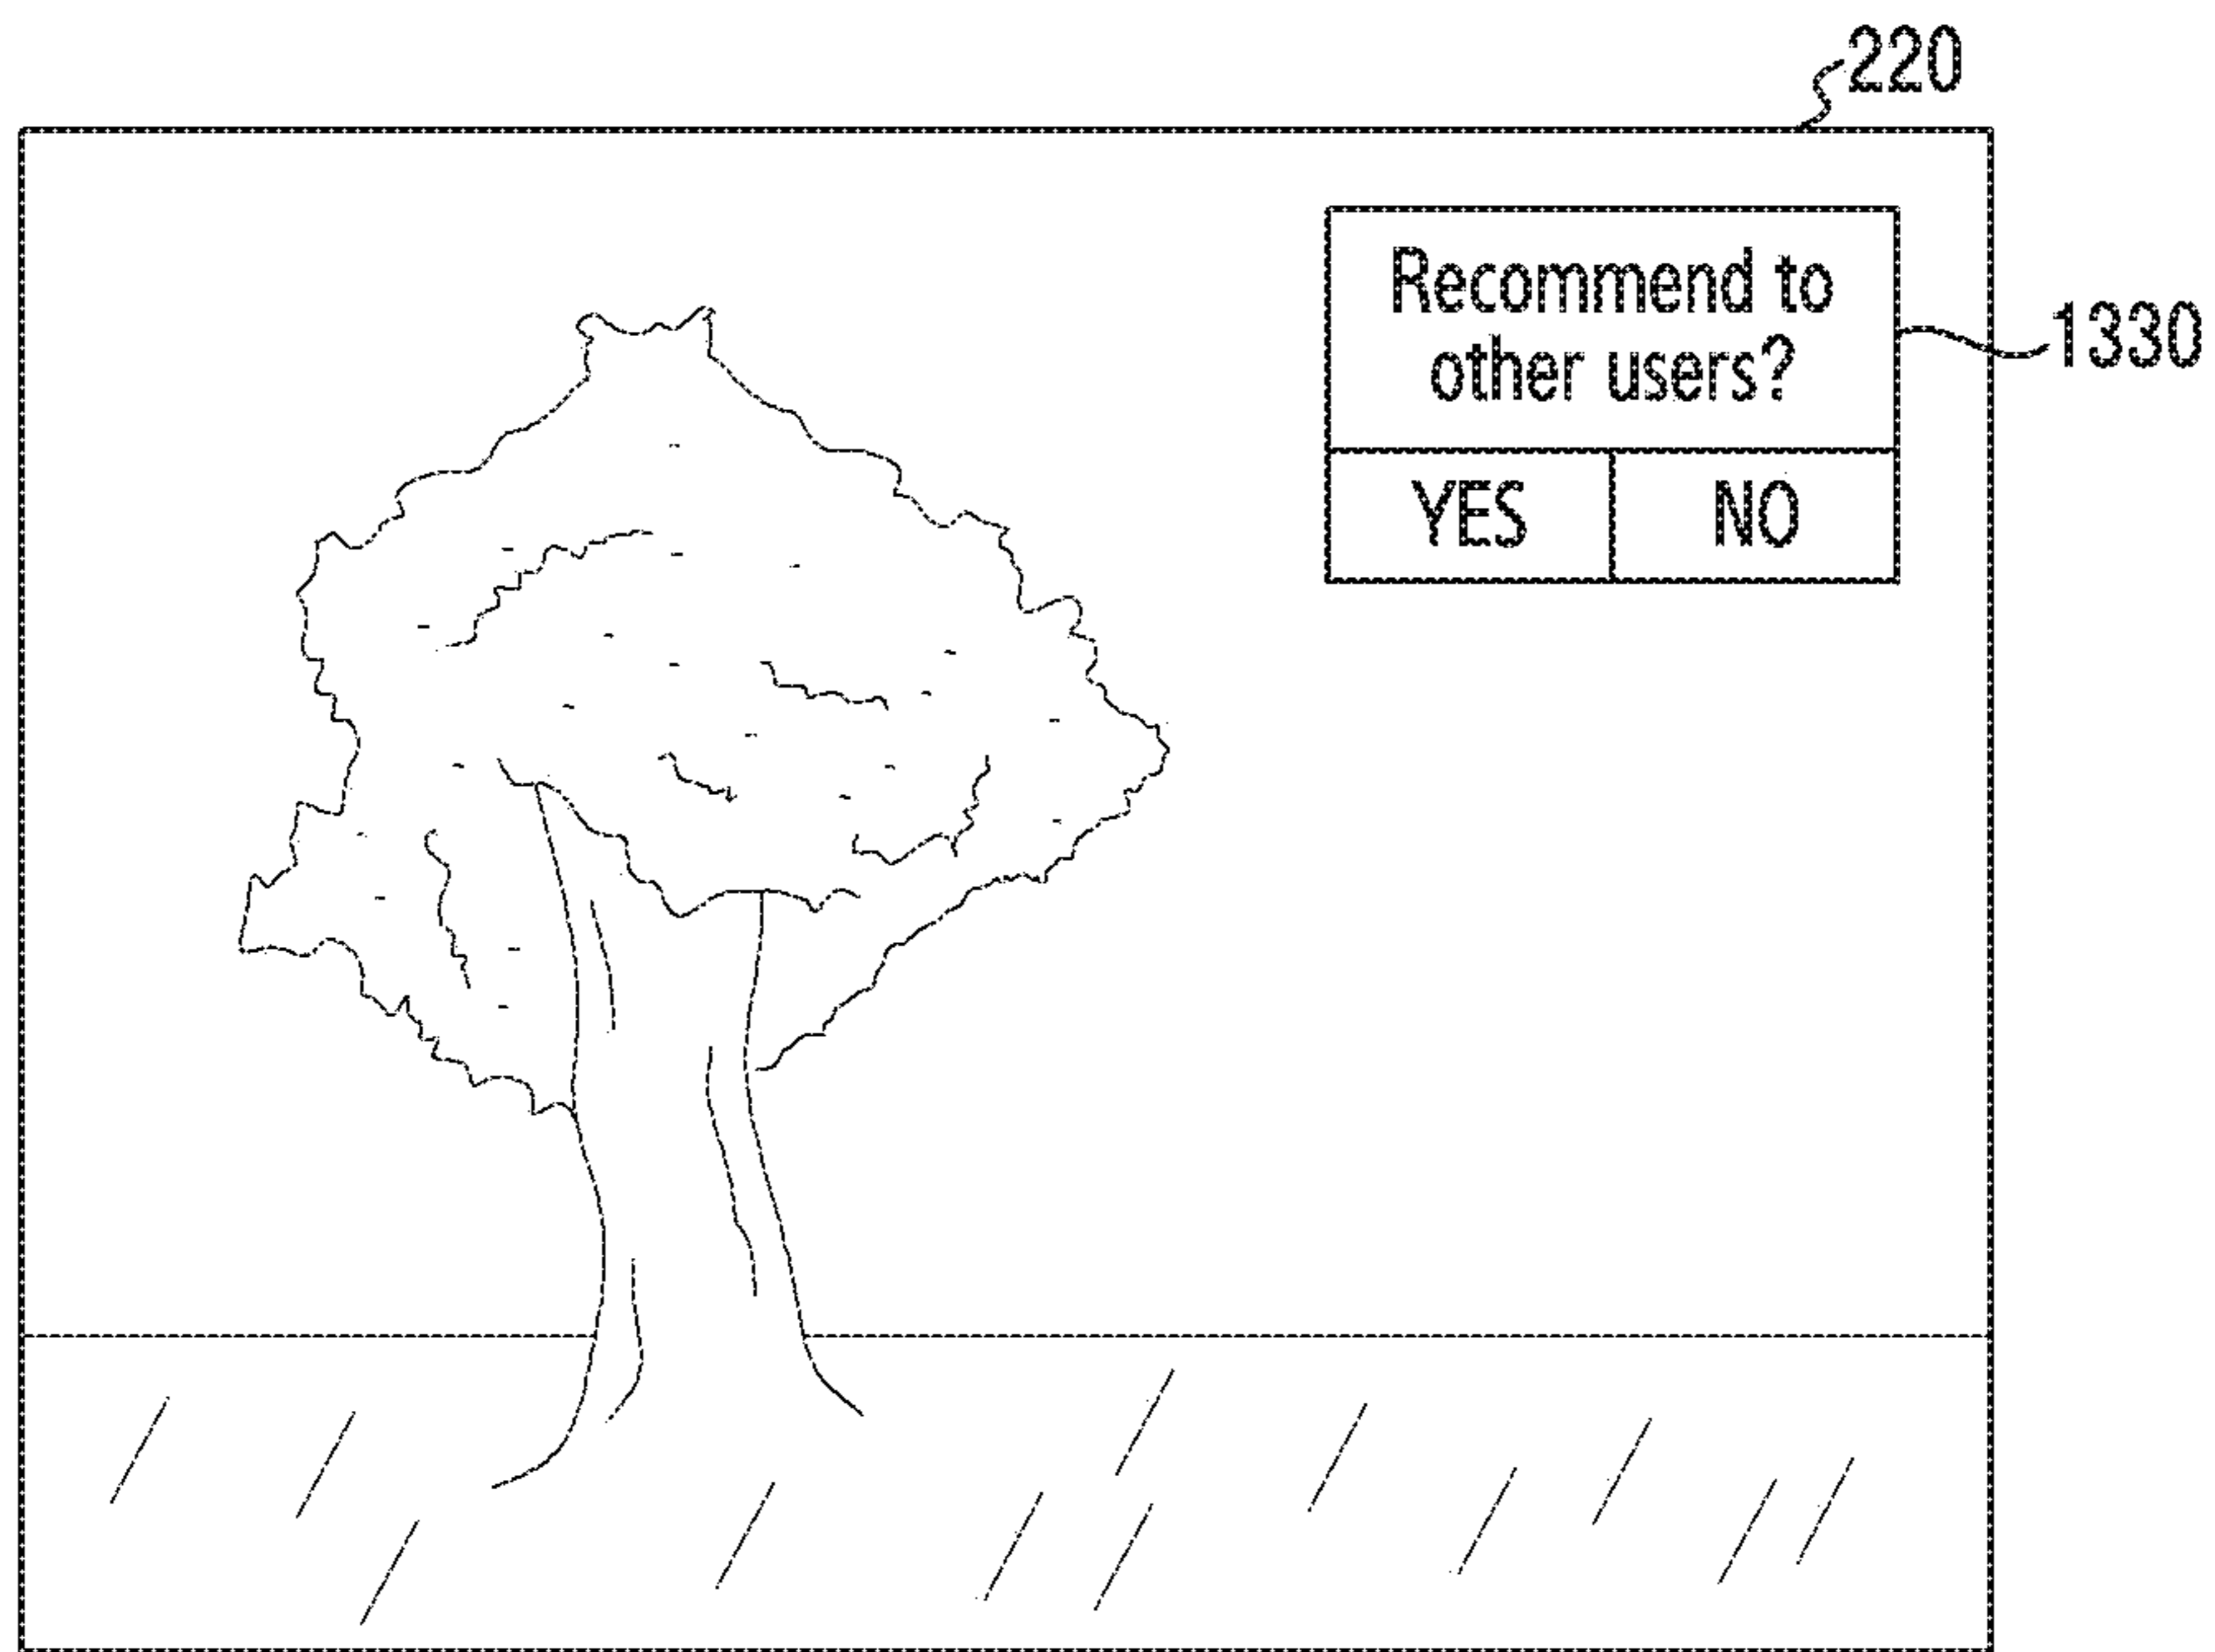 220
Recommend to
other users?
1330
YES NO